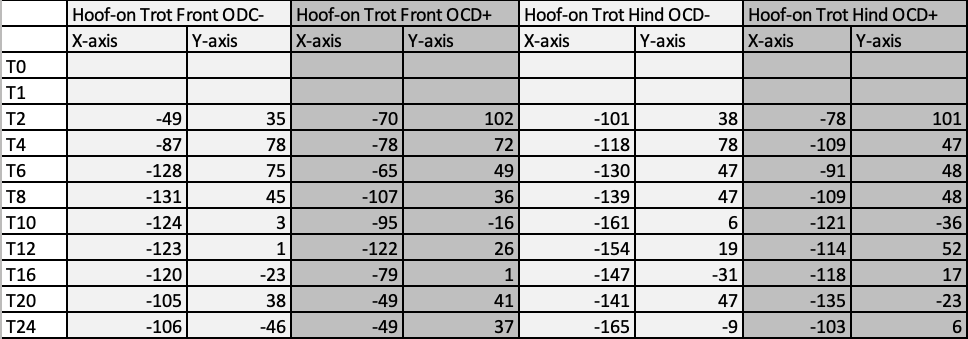 Hoof-on Trot Front ODC- Hoof-on Trot Front OCD+ Hoof-on Trot Hind OCD- Hoof-on Trot Hind OCD+
X-axis Y-axis X-axis Y-axis X-axis Y-axis X-axis Y-axis
T0
T1
T2 -49 35 -70 102 -101 38 -78 101
T4 -87 78 -78 72 -118 78 -109 47
T6 -128 75 -65 49 -130 47 -91 48
T8 -131 45 -107 36 -139 47 -109 48
T10 -124 3 -95 -16 -161 6 -121 -36
T12 -123 1 -122 26 -154 19 -114 52
T16 -120 -23 -79 1 -147 -31 -118 17
T20 -105 38 -49 41 -141 47 -135 -23
T24 -106 -46 -49 37 -165 -9 -103 6